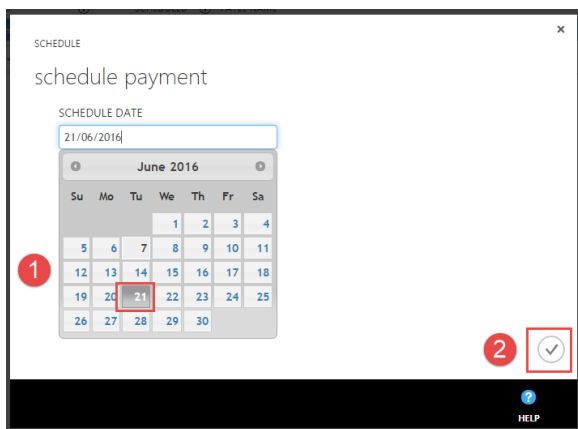 SCHEDULE
schedule payment
SCHEDULE DATE
21/06/2016
June 2016
Su Mo Tu We Th Fr Sa
1 2 3 4
5 6 7 8 9 10 11
1
12 13 14 15 16 17 18
19 20 21 22 23 24 25
26 27 28 29 30
2
HELP